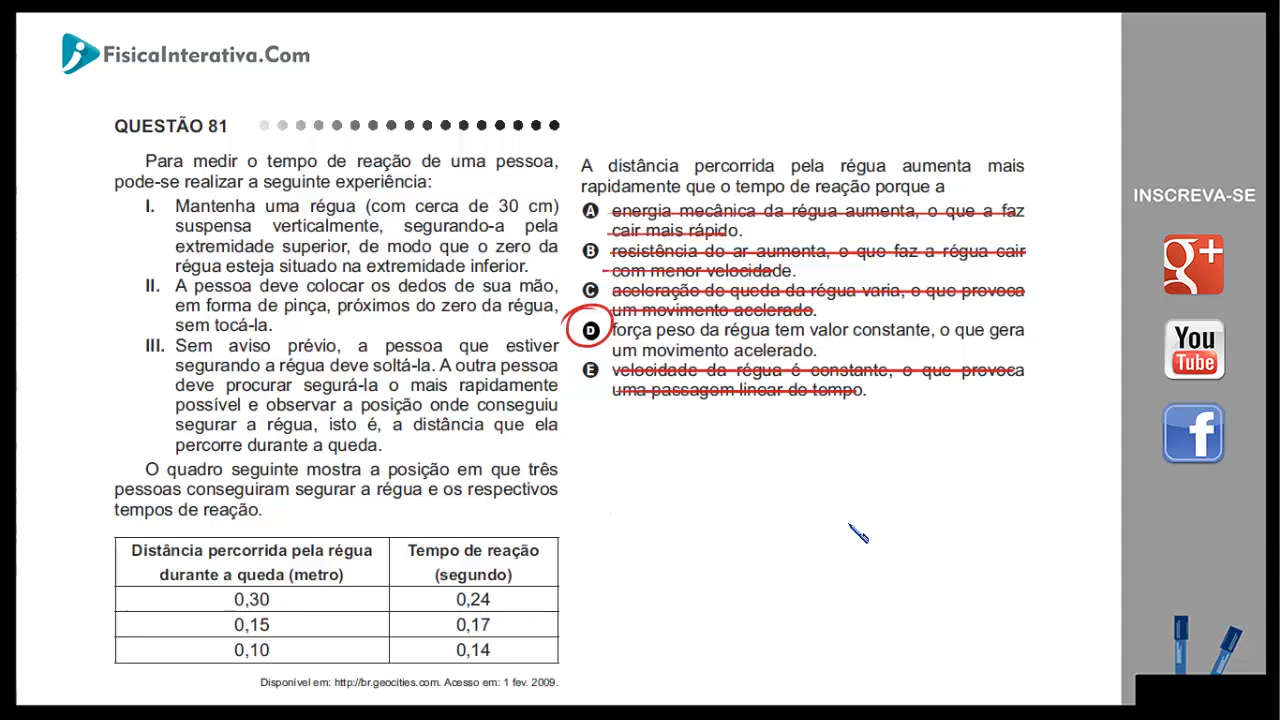 FisicaInterativa.Com
QUESTÃO 81
Para medir o tempo de reação de uma pessoa,
pode-se realizar a seguinte experiência:
I. Mantenha uma régua (com cerca de 30 cm)
suspensa verticalmente, segurando-a pela
extremidade superior, de modo que o zero da
régua esteja situado na extremidade inferior.
II. A pessoa deve colocar os dedos de sua mão,
em forma de pinça, próximos do zero da régua,
sem tocá-la.
III. Sem aviso prévio, a pessoa que estiver
segurando a régua deve soltá-la. A outra pessoa
deve procurar segurá-la o mais rapidamente
possível e observar a posição onde conseguiu
segurar a régua, isto é, a distância que ela
percorre durante a queda.
O quadro seguinte mostra a posição em que três
pessoas conseguiram segurar a régua e os respectivos
tempos de reação.
Distância percorrida pela régua
durante a queda (metro)
Tempo de reação
(segundo)
0,30 0,24
0,15 0,17
0,10 0,14
Disponível em: http://br.geocities.com. Acesso em: 1 fev. 2009.
A distância percorrida pela régua aumenta mais
rapidamente que o tempo de reação porque a
A energia mecânica da régua aumenta, o que a faz
cair mais rápido.
B resistência do ar aumenta, o que faz a régua cair
com menor velocidade.
C aceleração de queda da régua varia, o que provoca
um movimento acelerado.
D força peso da régua tem valor constante, o que gera
um movimento acelerado.
E velocidade da régua é constante, o que provoca
uma passagem linear do tempo.
INSCREVA-SE
g+
You
Tube
f